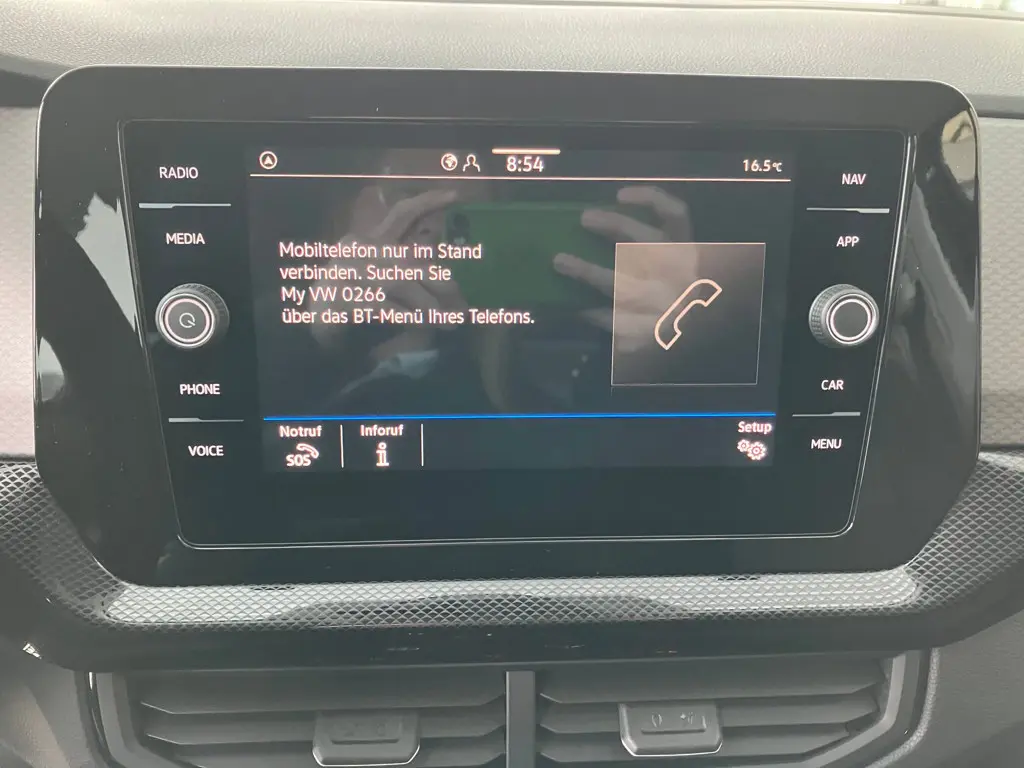 RADIO
MEDIA
PHONE
VOICE
8:54
16.5°C
Mobiltelefon nur im Stand
verbinden. Suchen Sie
My VW 0266
über das BT-Menü Ihres Telefons.
Notruf
SOS
Inforuf
i
Setup
NAV
APP
CAR
MENU